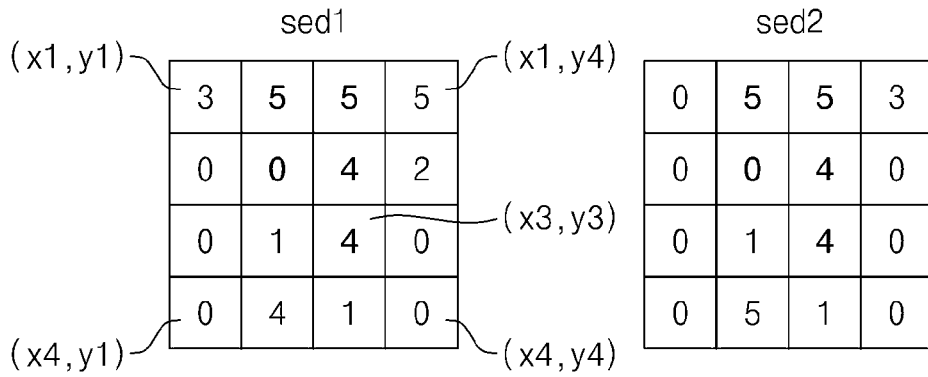 sed1 sed2
(x1,y1) (x1,y4)
3 5 5 5 0 5 5 3
0 0 4 2 0 0 4 0
(x3,y3)
0 1 4 0 0 1 4 0
0 4 1 0 0 5 1 0
(x4,y1) (x4,y4)